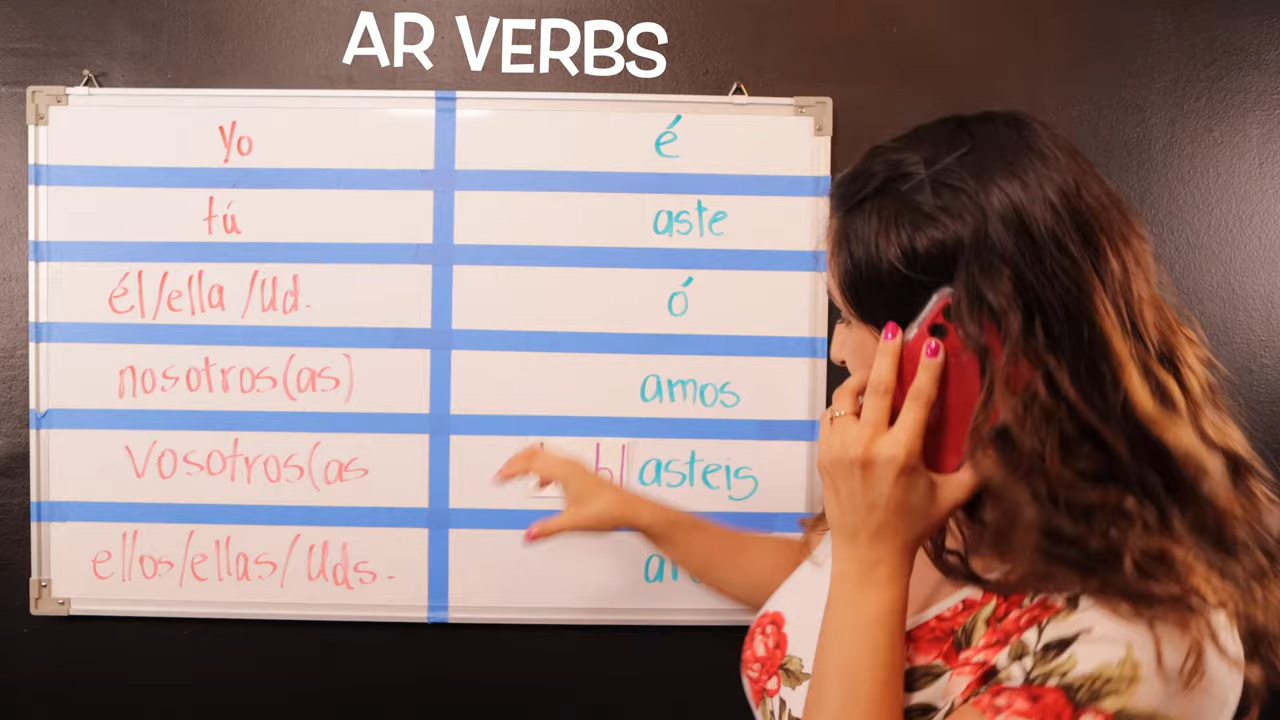 AR VERBS
yo é
tú aste
él/ella/Ud. ó
nosotros(as) amos
vosotros(as asteis
ellos/ellas/Uds.